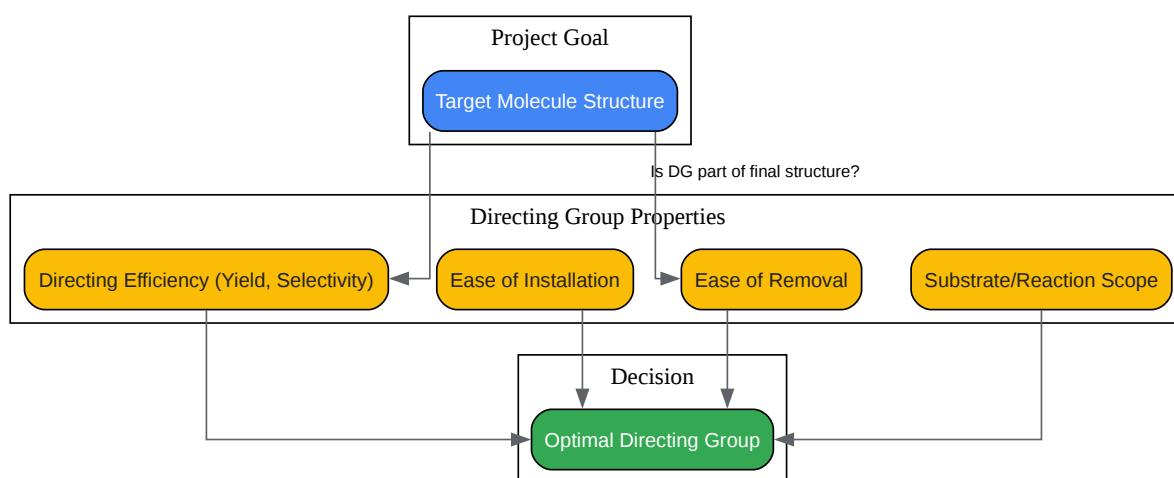 Project Goal
Target Molecule Structure
Is DG part of final structure?
Directing Group Properties
Directing Efficiency (Yield, Selectivity)
Ease of Installation
Ease of Removal
Substrate/Reaction Scope
Decision
Optimal Directing Group